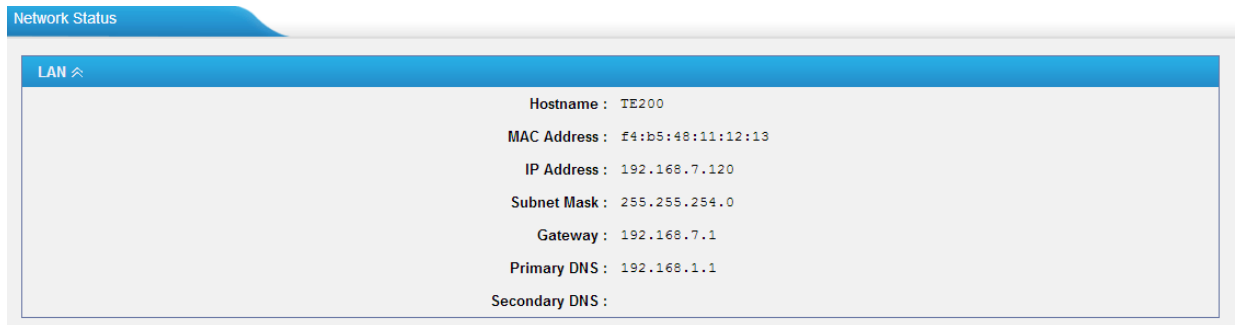 Network Status
LAN
Hostname : TE200
MAC Address : f4:b5:48:11:12:13
IP Address : 192.168.7.120
Subnet Mask : 255.255.254.0
Gateway : 192.168.7.1
Primary DNS : 192.168.1.1
Secondary DNS :